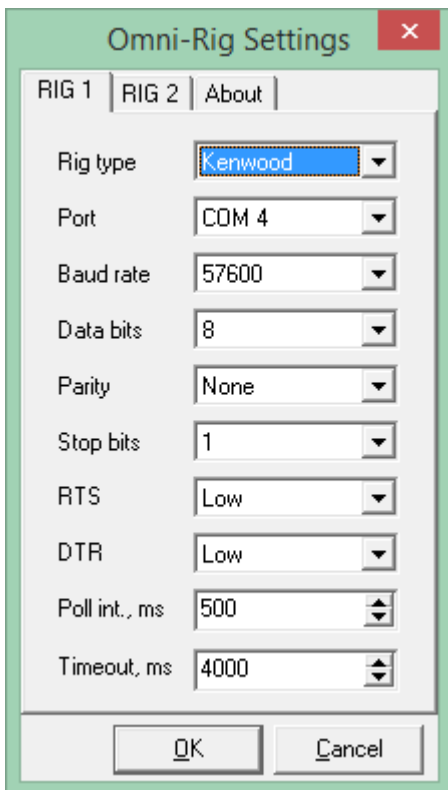 Omni-Rig Settings
RIG 1 RIG 2 About
Rig type Kenwood
Port COM 4
Baud rate 57600
Data bits 8
Parity None
Stop bits 1
RTS Low
DTR Low
Poll int., ms 500
Timeout, ms 4000
OK Cancel